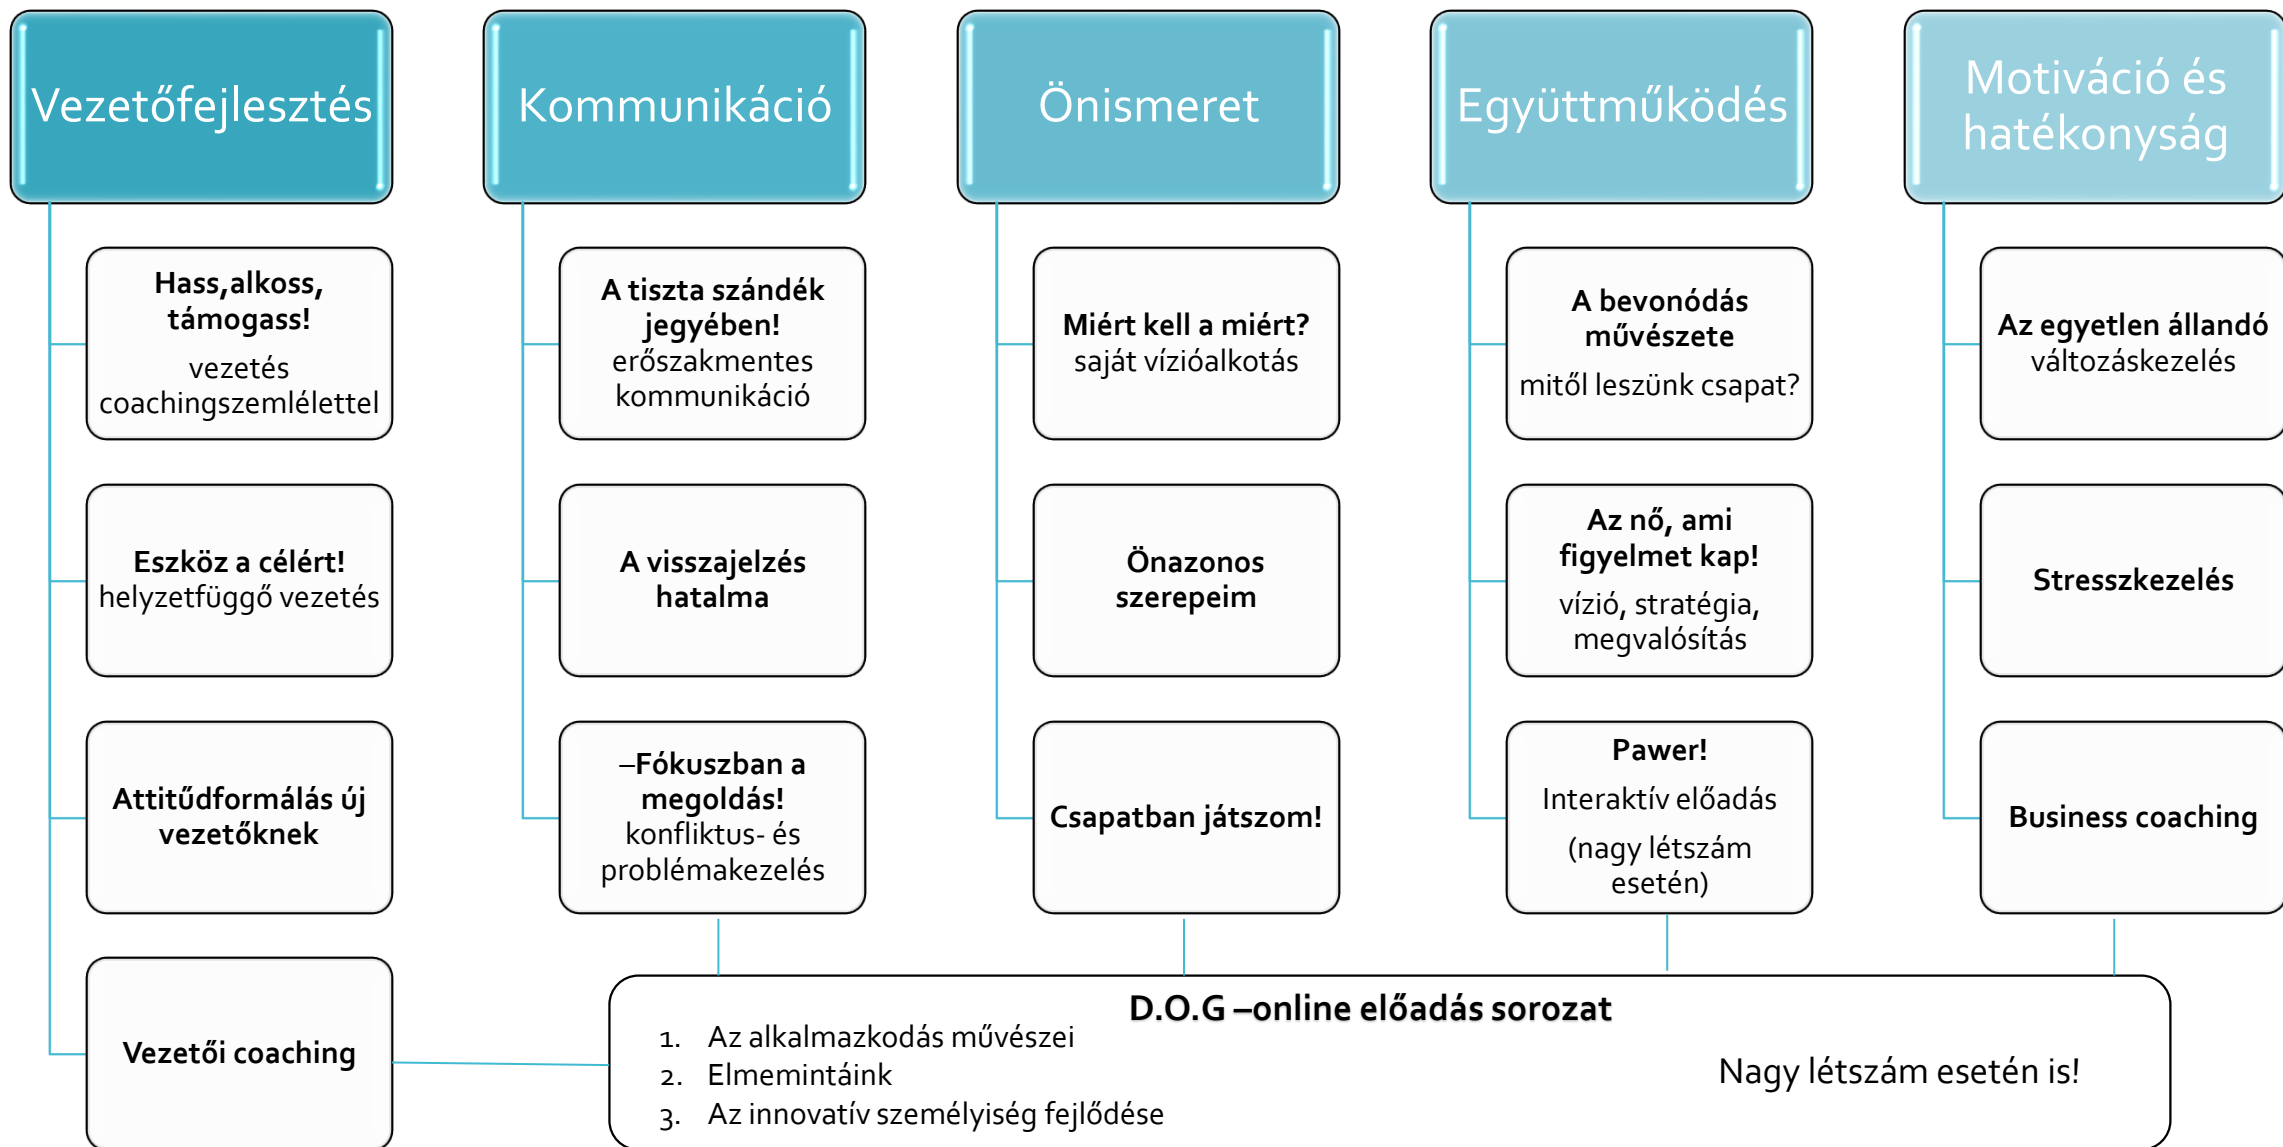 Vezetőfejlesztés
Hass,alkoss,
támogass!
vezetés
coachingszemlélettel
Eszköz a célért!
helyzetfüggő vezetés
Attitűdformálás új
vezetőknek
Vezetői coaching
Kommunikáció
A tiszta szándék
jegyében!
erőszakmentes
kommunikáció
A visszajelzés
hatalma
–Fókuszban a
megoldás!
konfliktus- és
problémakezelés
Önismeret
Miért kell a miért?
saját vízióalkotás
Önazonos
szerepeim
Csapatban játszom!
Együttműködés
A bevonódás
művészete
mitől leszünk csapat?
Az nő, ami
figyelmet kap!
vízió, stratégia,
megvalósítás
Pawer!
Interaktív előadás
(nagy létszám
esetén)
Motiváció és
hatékonyság
Az egyetlen állandó
változáskezelés
Stresszkezelés
Business coaching
D.O.G –online előadás sorozat
1. Az alkalmazkodás művészei
2. Elmemintáink
3. Az innovatív személyiség fejlődése
Nagy létszám esetén is!